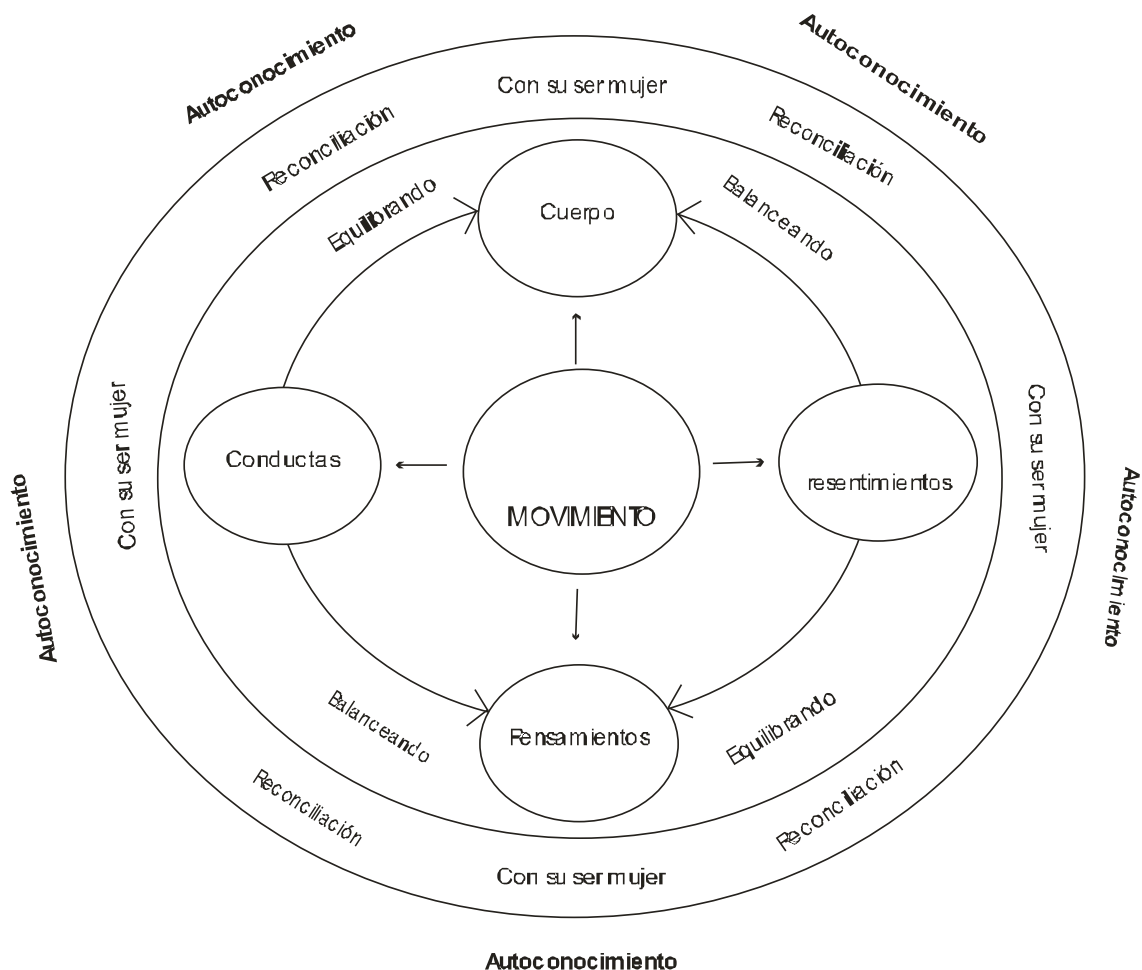 Autoconocimiento
Autoconocimiento
Con su ser mujer
Reconciliación
Reconciliación
Equilibrando
Cuerpo
Balanceando
Con su ser mujer
Conductas
MOVIMIENTO
resentimientos
Con su ser mujer
Autoconocimiento
Autoconocimiento
Balanceando
Pensamientos
Equilibrando
Reconciliación
Reconciliación
Con su ser mujer
Autoconocimiento